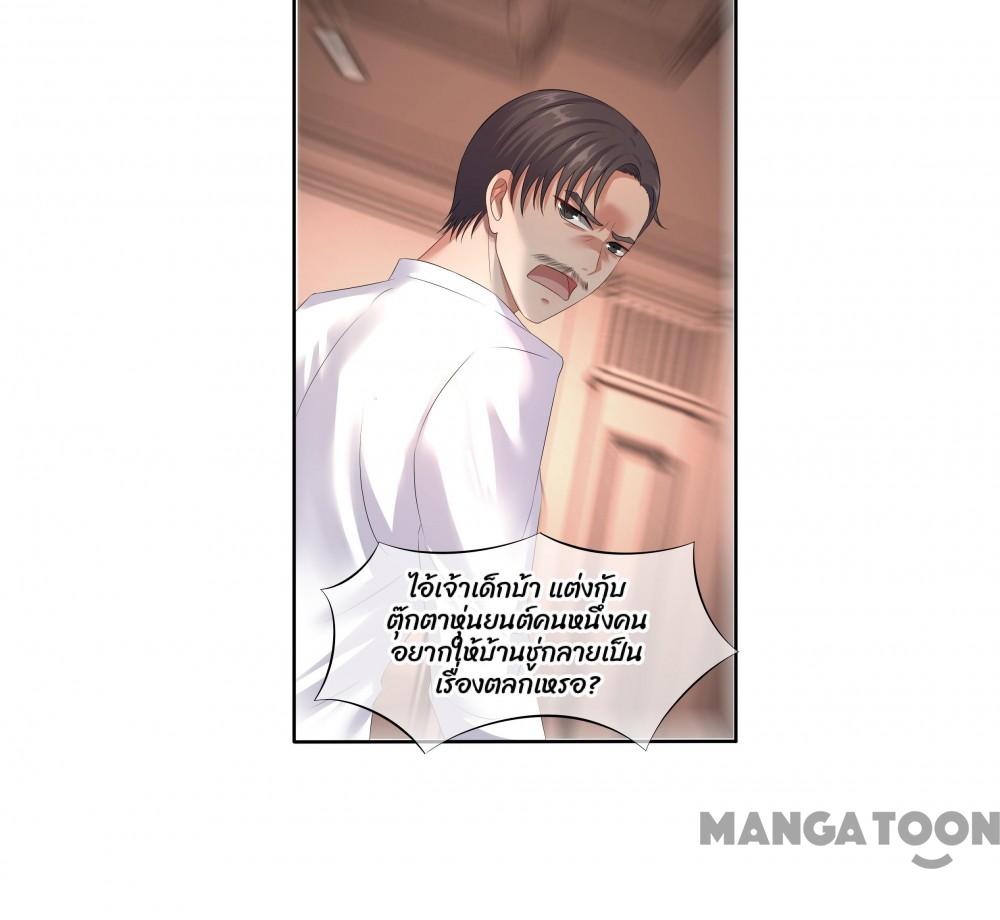 ไอ้เจ้าเด็กบ้า แต่งกับ
ตุ๊กตาหุ่นยนต์คนหนึ่งคน
อยากให้บ้านชู่กลายเป็น
เรื่องตลกเหรอ?
MANGATOON